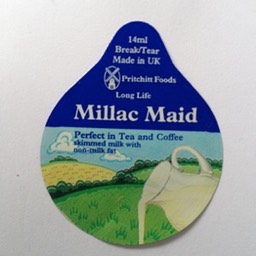 14ml
Break/Tear
Made in UK
Pritchitt Foods
Long Life
Millac Maid
Perfect in Tea and Coffee
skimmed milk with
non-milk fat